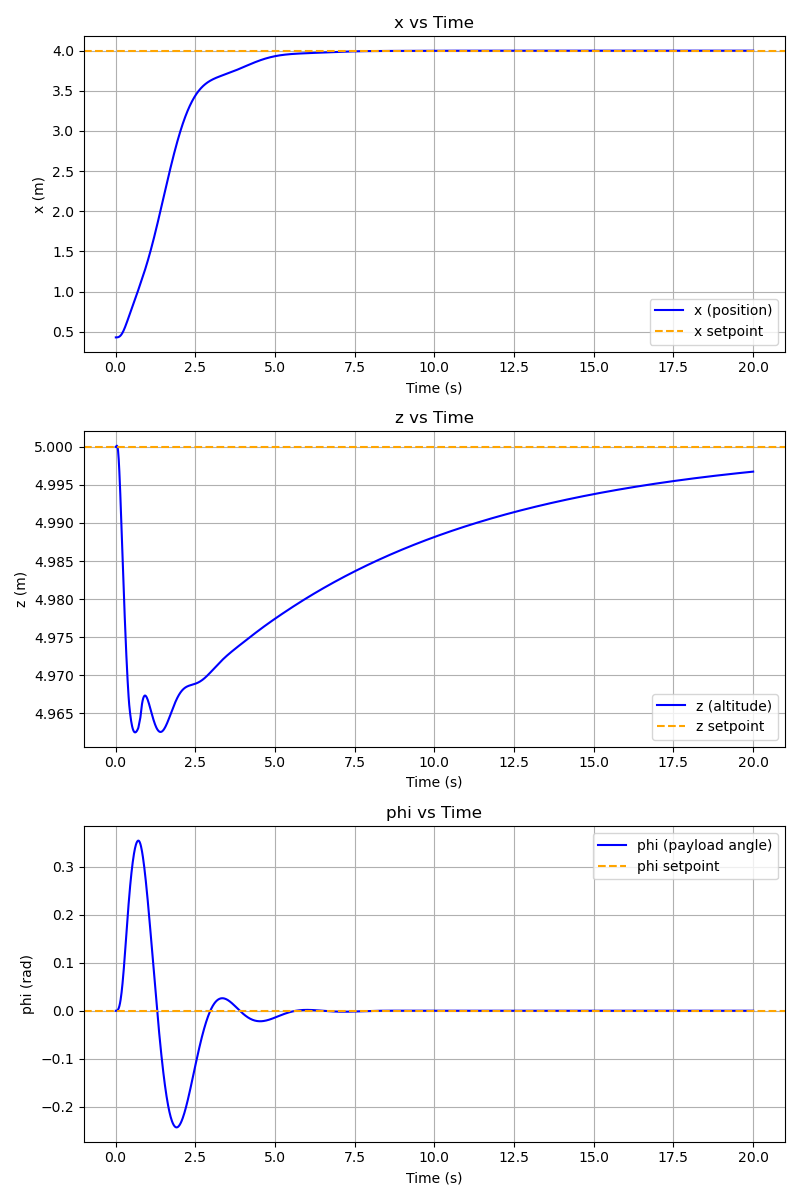 x vs Time
4.0
3.5
3.0
2.5
2.0
1.5
1.0
0.5
x (m)
x (position)
x setpoint
0.0 2.5 5.0 7.5 10.0 12.5 15.0 17.5 20.0
Time (s)
z vs Time
5.000
4.995
4.990
4.985
4.980
4.975
4.970
4.965
z (m)
z (altitude)
z setpoint
0.0 2.5 5.0 7.5 10.0 12.5 15.0 17.5 20.0
Time (s)
phi vs Time
0.3
0.2
0.1
0.0
−0.1
−0.2
phi (rad)
phi (payload angle)
phi setpoint
0.0 2.5 5.0 7.5 10.0 12.5 15.0 17.5 20.0
Time (s)